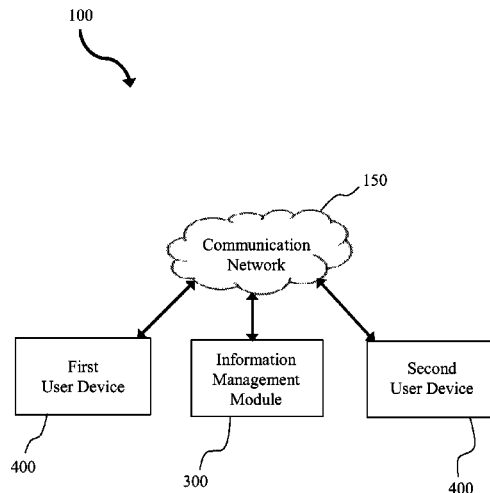 100
150
Communication
Network
First
User Device
Information
Management
Module
Second
User Device
400
300
400